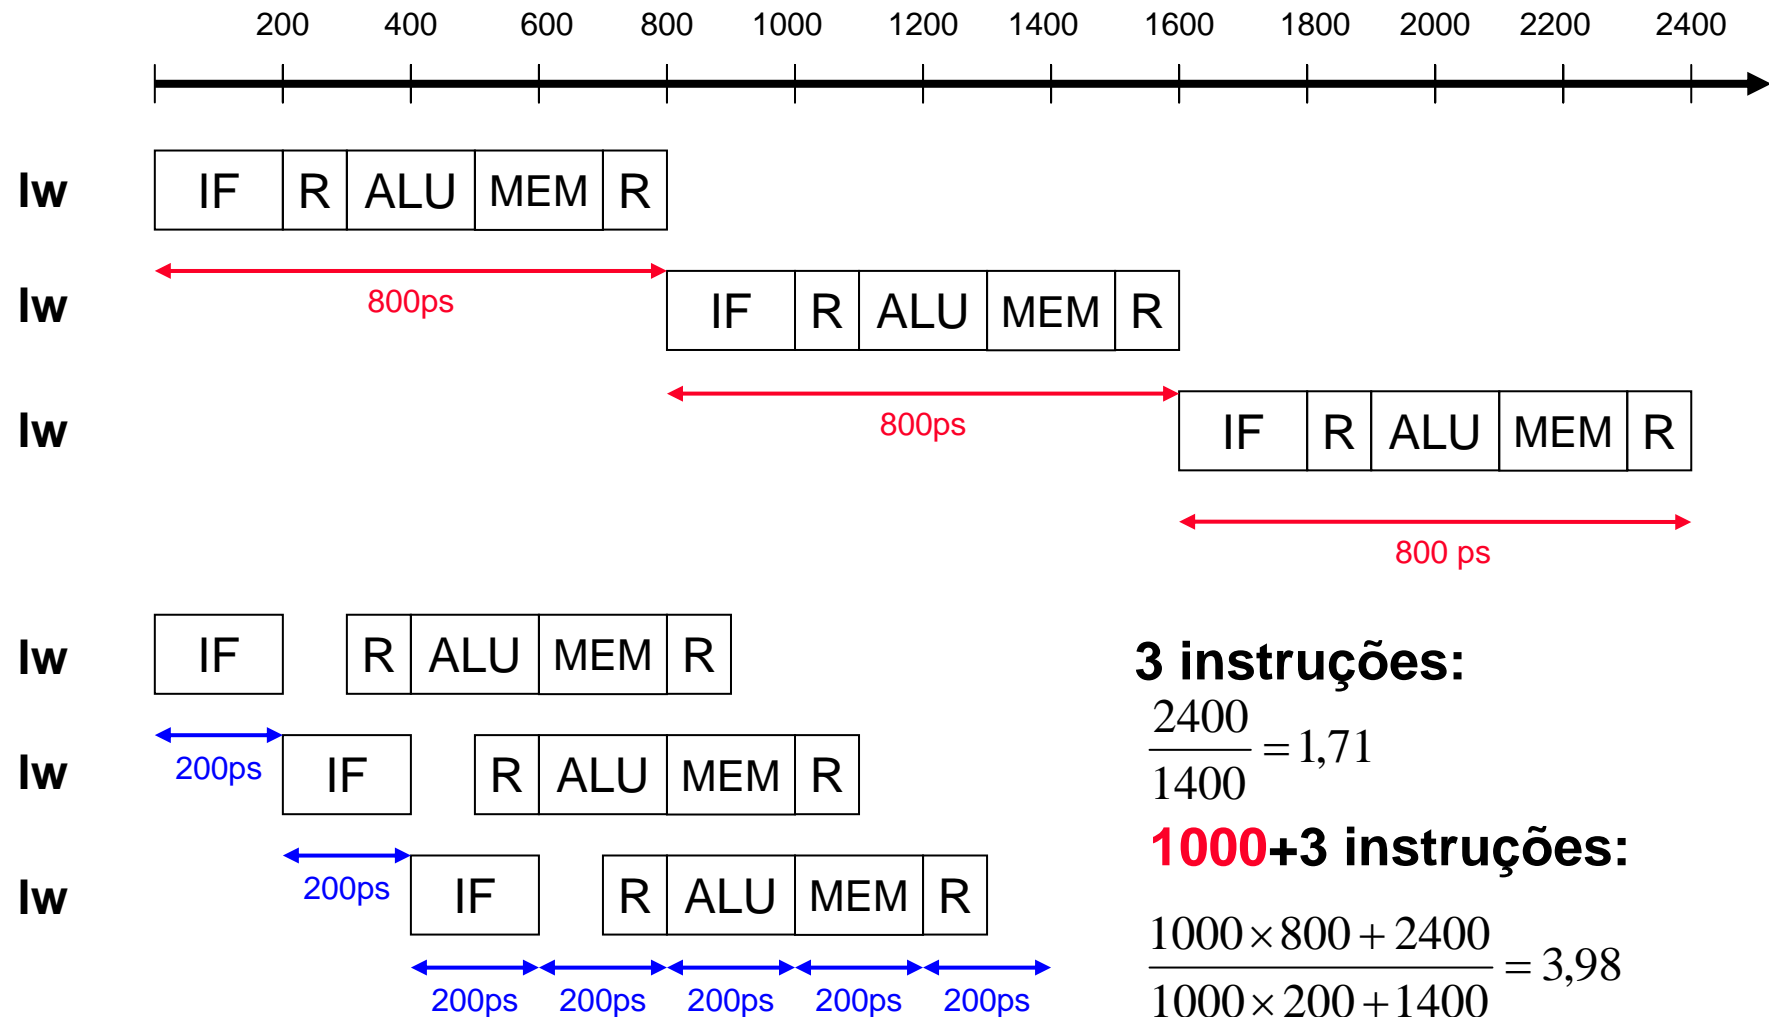 200 400 600 800 1000 1200 1400 1600 1800 2000 2200 2400
lw IF R ALU MEM R
800ps
lw IF R ALU MEM R
800ps
lw IF R ALU MEM R
800 ps
lw IF R ALU MEM R
200ps
lw IF R ALU MEM R
200ps
lw IF R ALU MEM R
200ps 200ps 200ps 200ps 200ps
3 instruções:
2400
1400
= 1,71
1000+3 instruções:
1000×800+2400
1000×200+1400
= 3,98